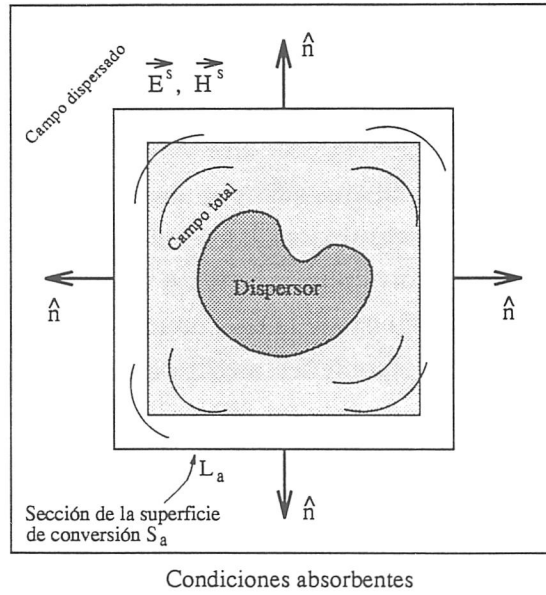 Campo dispersado
E^s, H^s
n̂
Campo total
Dispersor
n̂
n̂
L_a
n̂
Sección de la superficie
de conversión S_a
Condiciones absorbentes